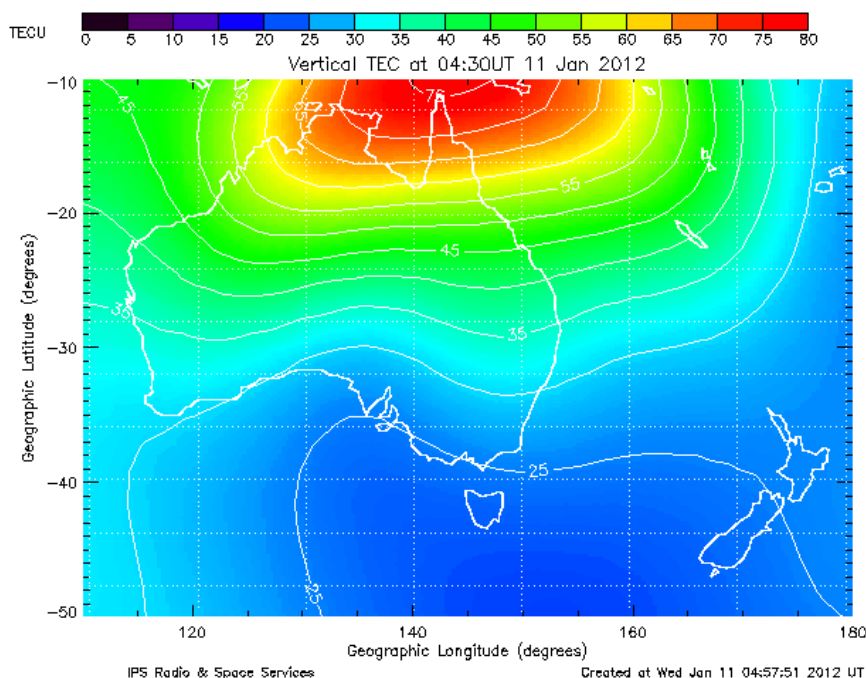 TECU
0 5 10 15 20 25 30 35 40 45 50 55 60 65 70 75 80
Vertical TEC at 04:30UT 11 Jan 2012
-10
-20
-30
-40
-50
Geographic Latitude (degrees)
45
55
65
75
55
45
35
35
25
25
120 140 160 180
Geographic Longitude (degrees)
IPS Radio & Space Services
Created at Wed Jan 11 04:57:51 2012 UT